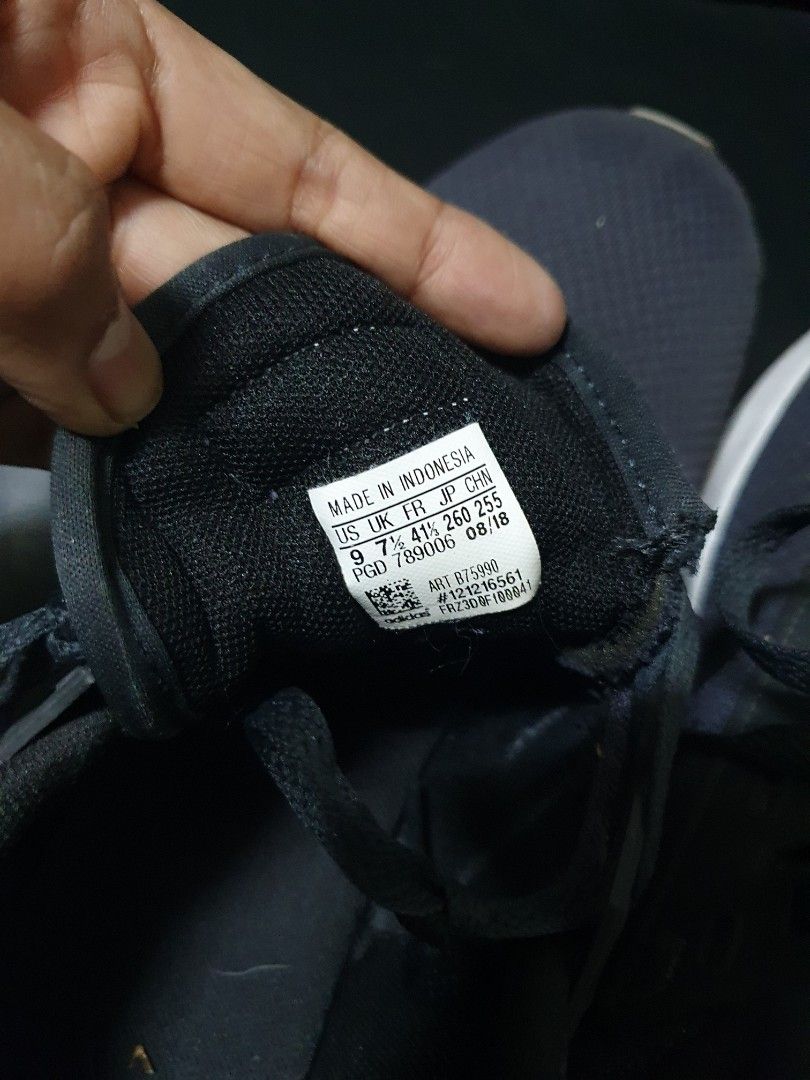 MADE IN INDONESIA
US UK FR JP CHN
9 7½ 41⅓ 260 255
PGD 789006 08/18
ART B75990
#121216561
adidas FRZ3D0F100041